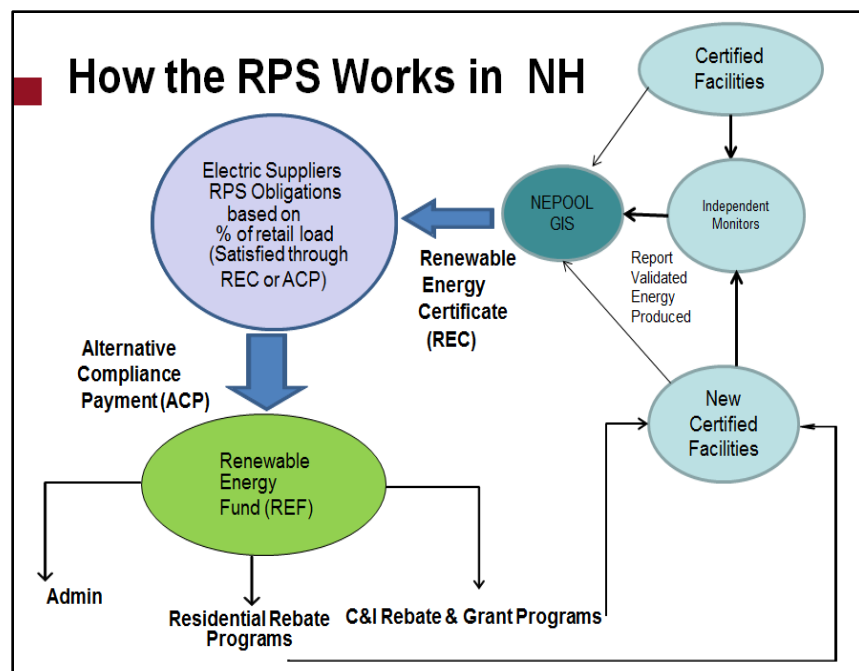 How the RPS Works in NH
Certified
Facilities
Electric Suppliers
RPS Obligations
based on
% of retail load
(Satisfied through
REC or ACP)
NEPOOL
GIS
Independent
Monitors
Renewable
Energy
Certificate
(REC)
Report
Validated
Energy
Produced
Alternative
Compliance
Payment (ACP)
New
Certified
Facilities
Renewable
Energy
Fund (REF)
Admin
Residential Rebate
Programs
C&I Rebate & Grant Programs